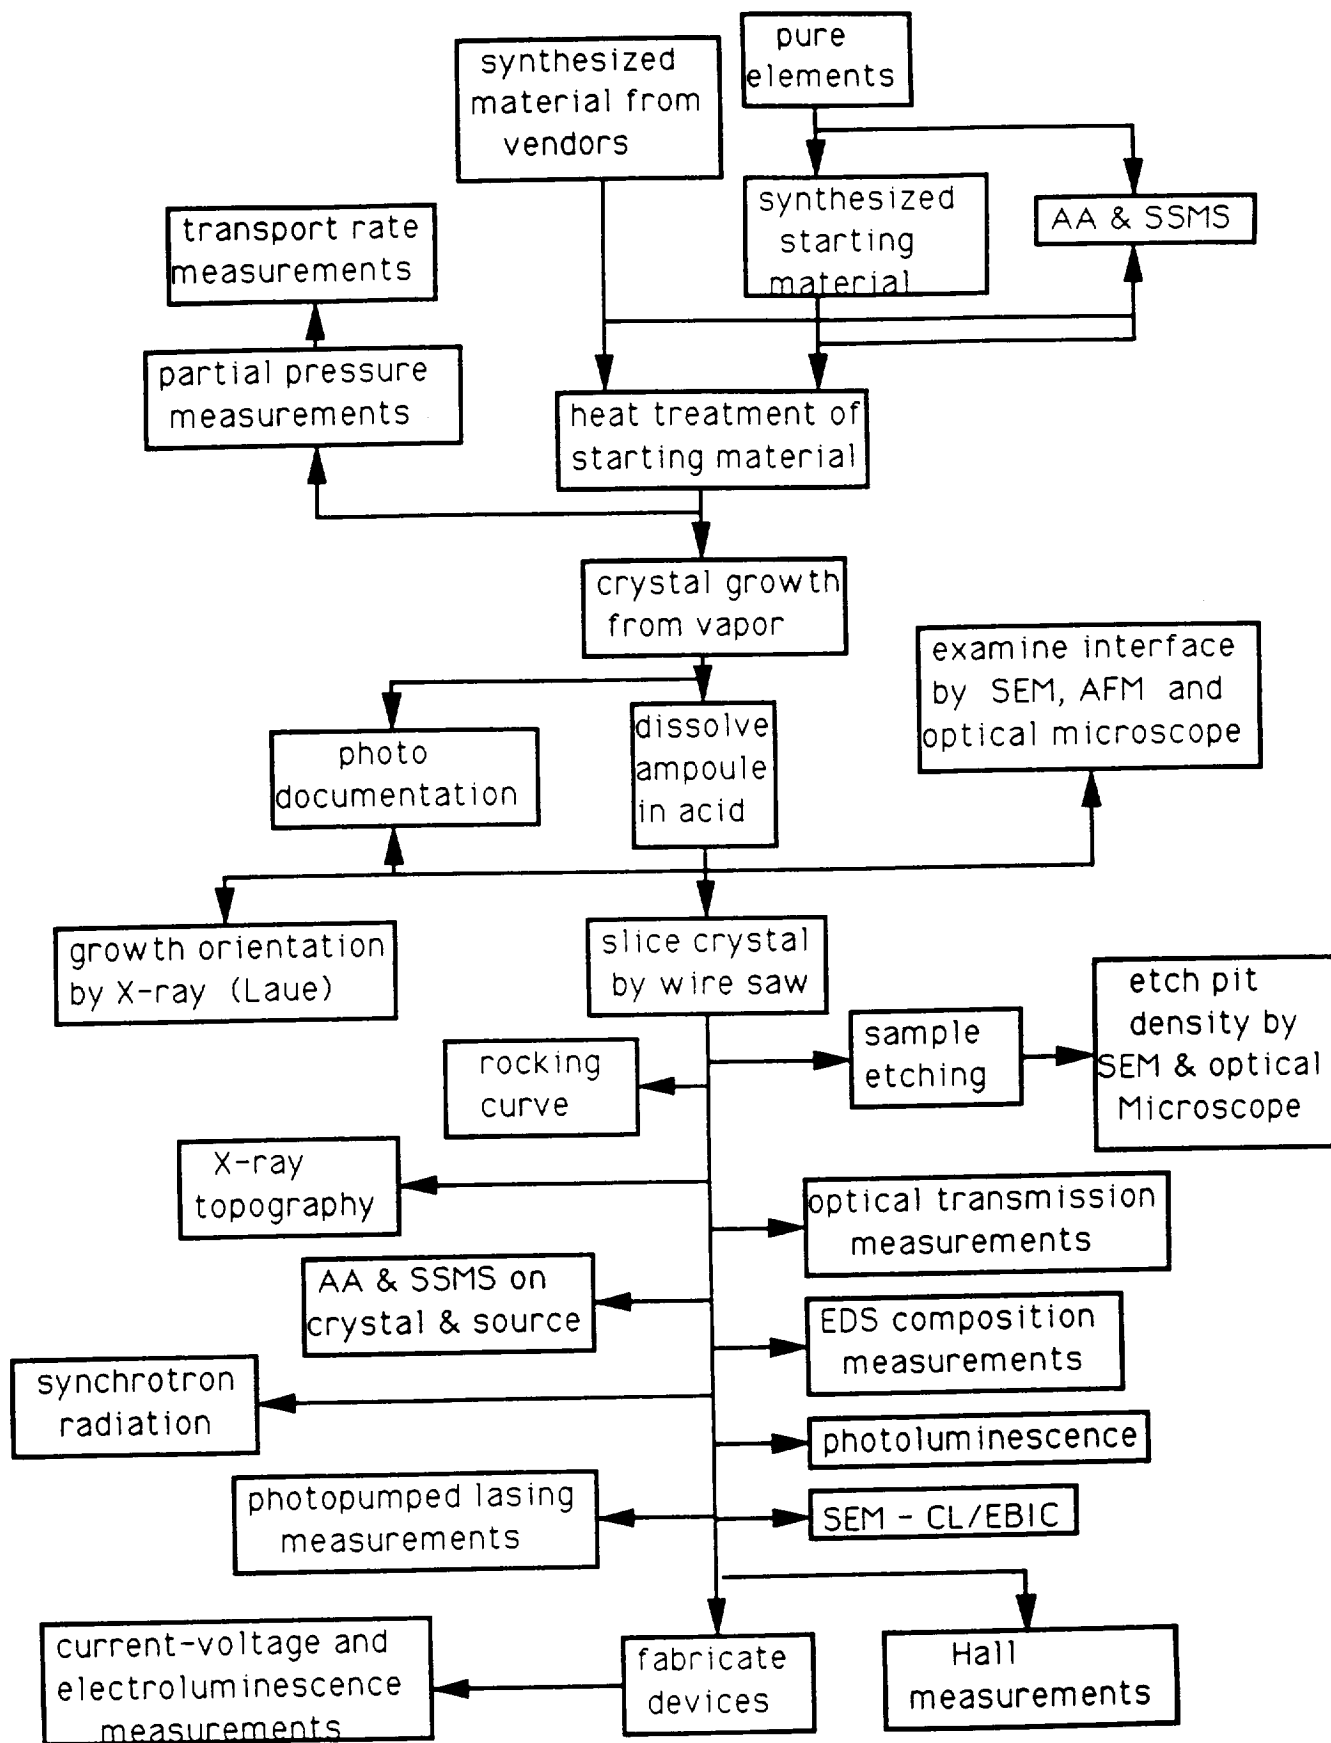 pure
elements
synthesized
material from
vendors
synthesized
starting
material
AA & SSMS
transport rate
measurements
partial pressure
measurements
heat treatment of
starting material
crystal growth
from vapor
examine interface
by SEM, AFM and
optical microscope
photo
documentation
dissolve
ampoule
in acid
growth orientation
by X-ray (Laue)
slice crystal
by wire saw
etch pit
density by
SEM & optical
Microscope
sample
etching
rocking
curve
X-ray
topography
optical transmission
measurements
AA & SSMS on
crystal & source
EDS composition
measurements
synchrotron
radiation
photoluminescence
photopumped lasing
measurements
SEM - CL/EBIC
current-voltage and
electroluminescence
measurements
fabricate
devices
Hall
measurements